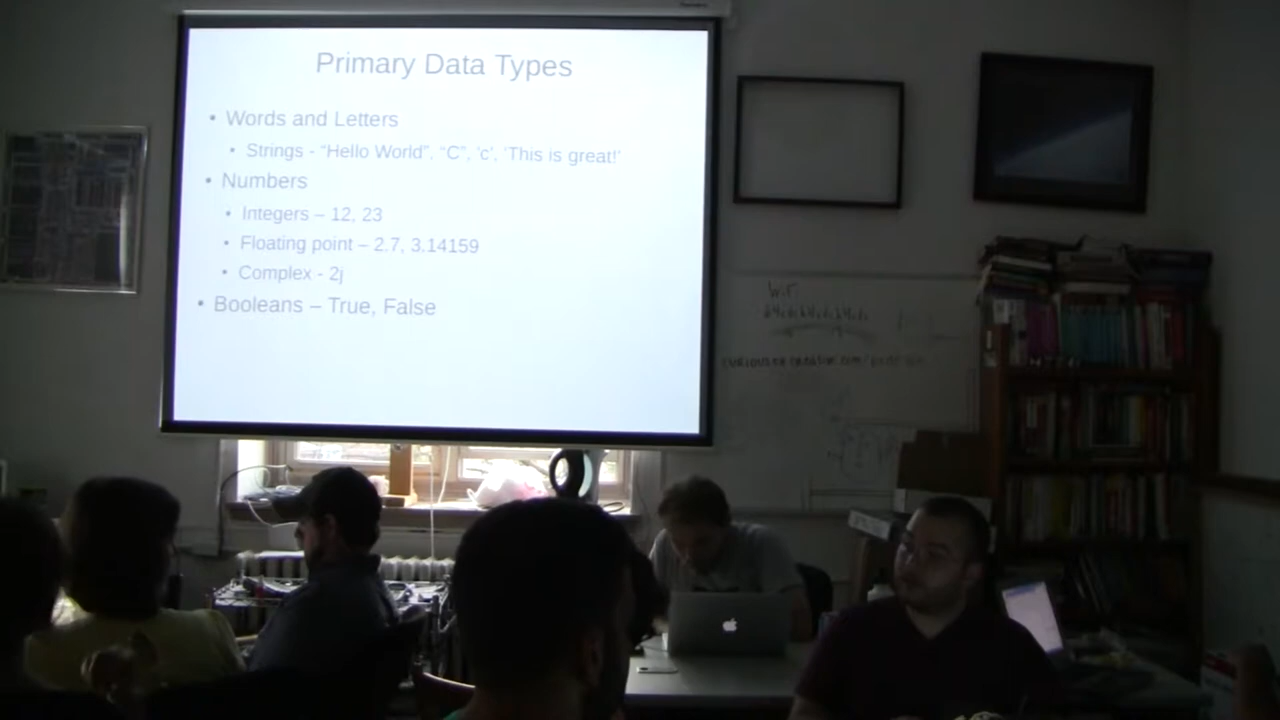 Primary Data Types
• Words and Letters
• Strings - “Hello World”, “C”, 'c', 'This is great!'
• Numbers
• Integers – 12, 23
• Floating point – 2.7, 3.14159
• Complex - 2j
• Booleans – True, False